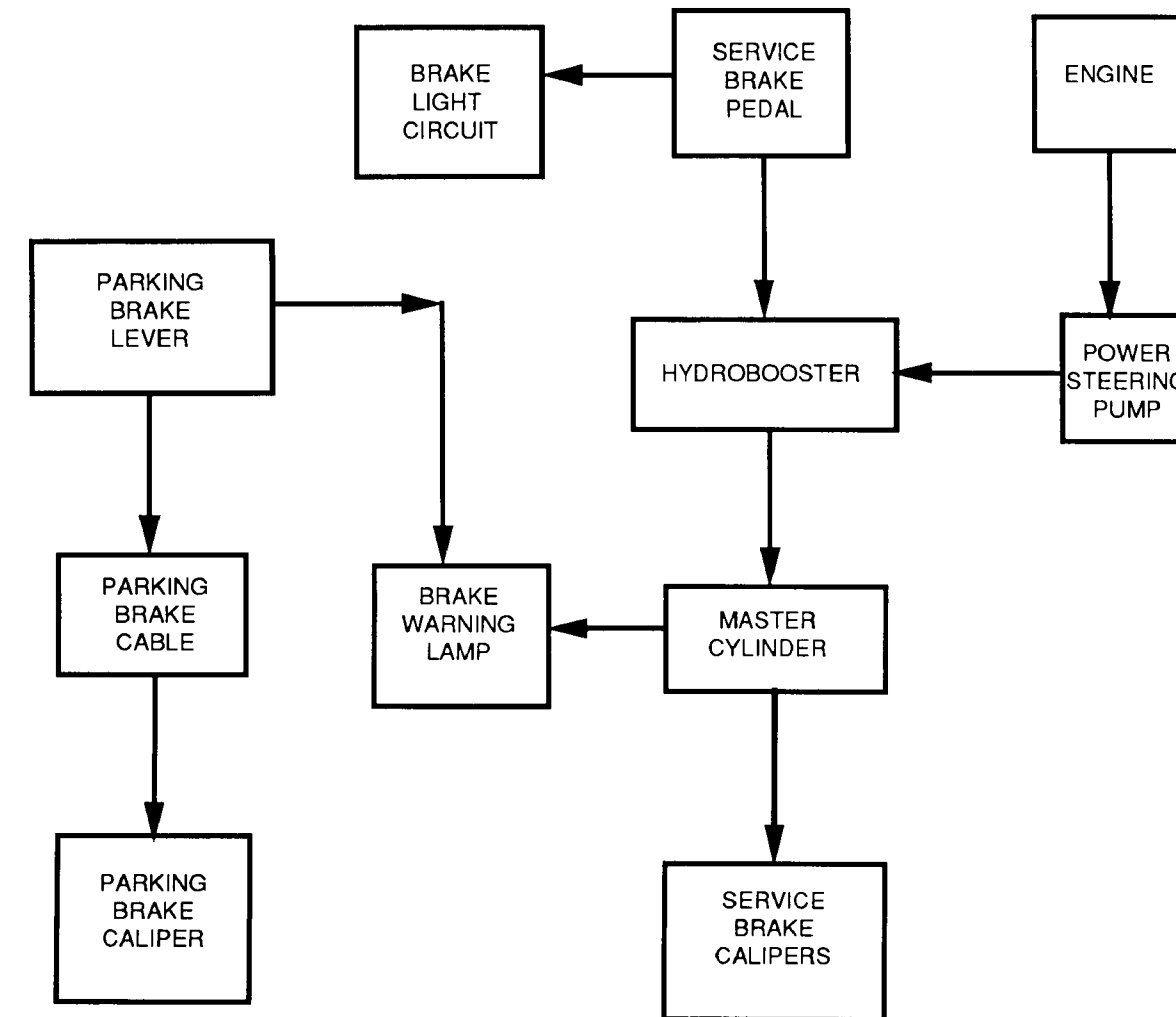 BRAKE
LIGHT
CIRCUIT
SERVICE
BRAKE
PEDAL
ENGINE
PARKING
BRAKE
LEVER
HYDROBOOSTER
POWER
STEERING
PUMP
PARKING
BRAKE
CABLE
BRAKE
WARNING
LAMP
MASTER
CYLINDER
PARKING
BRAKE
CALIPER
SERVICE
BRAKE
CALIPERS